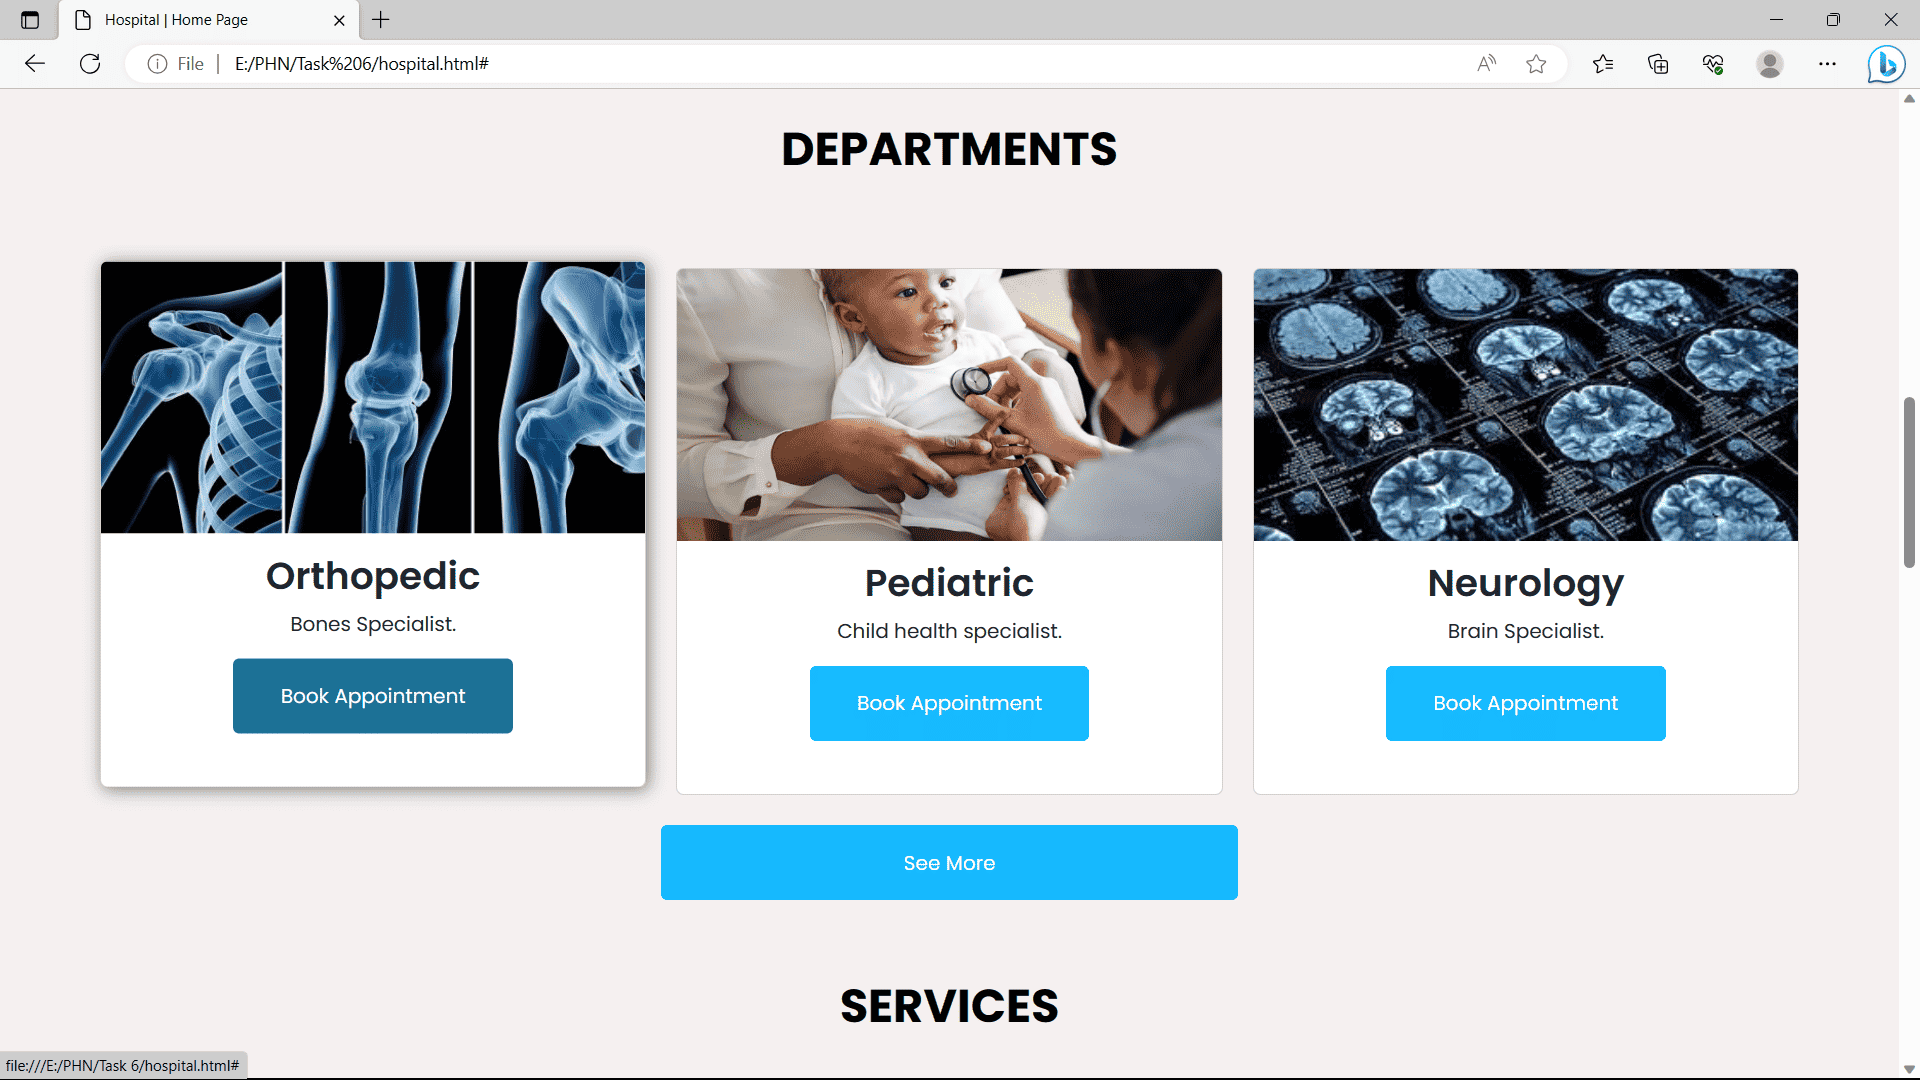 Hospital | Home Page
File
E:/PHN/Task%206/hospital.html#
DEPARTMENTS
Orthopedic
Bones Specialist.
Book Appointment
Pediatric
Child health specialist.
Book Appointment
Neurology
Brain Specialist.
Book Appointment
See More
SERVICES
file:///E:/PHN/Task 6/hospital.html#